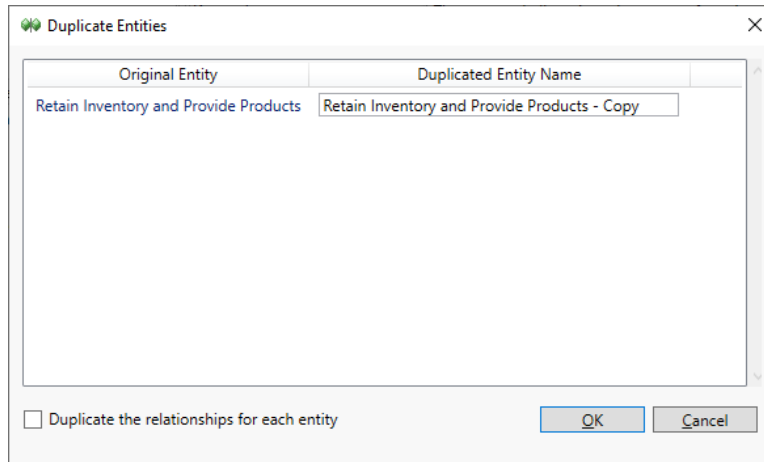 Duplicate Entities
Original Entity Duplicated Entity Name
Retain Inventory and Provide Products Retain Inventory and Provide Products - Copy
Duplicate the relationships for each entity OK Cancel